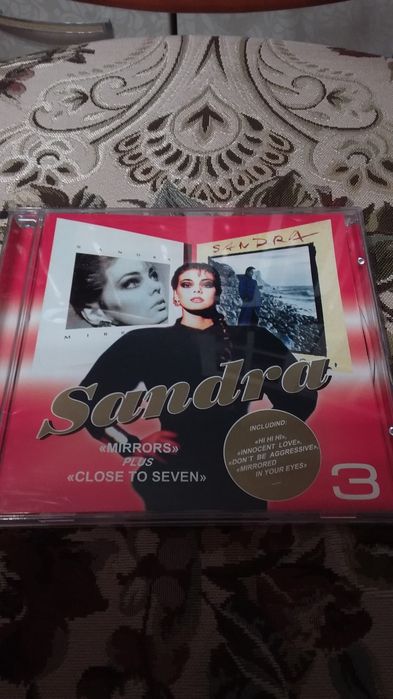 SANDRA
SANDRA
Sandra
«MIRRORS»
PLUS
«CLOSE TO SEVEN»
INCLUDIND:
«HI HI HI»,
«INNOCENT LOVE»,
«DON'T BE AGGRESSIVE»,
«MIRRORED
IN YOUR EYES»
3